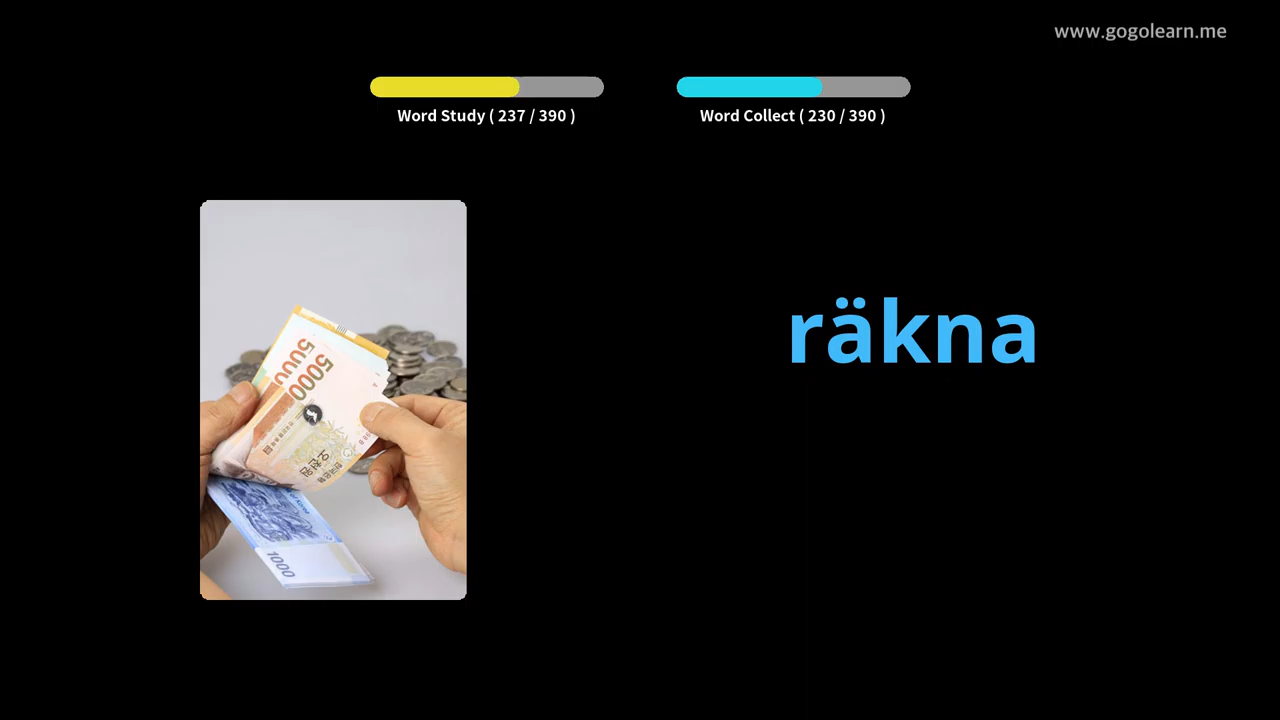 www.gogolearn.me
Word Study ( 237 / 390 )
Word Collect ( 230 / 390 )
räkna
5000
5000
1000